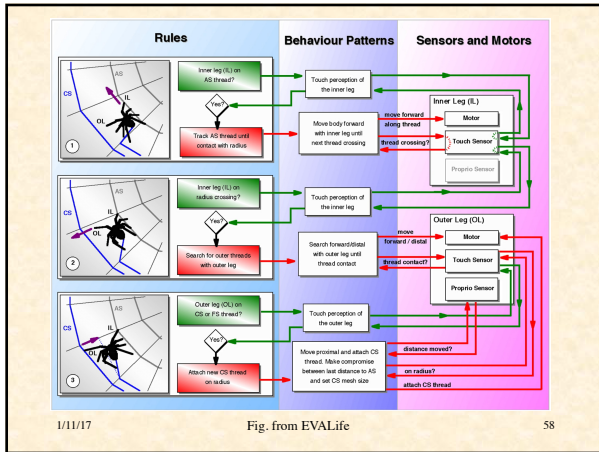 Rules
Behaviour Patterns
Sensors and Motors
AS
IL
CS
OL
1
Inner leg (IL) on
AS thread?
Yes?
Track AS thread until
contact with radius
Touch perception of
the inner leg
Move body forward
with inner leg until
next thread crossing
move forward
along thread
thread crossing?
Inner Leg (IL)
Motor
Touch Sensor
Proprio Sensor
AS
IL
OL
CS
2
Inner leg (IL) on
radius crossing?
Yes?
Search for outer threads
with outer leg
Touch perception of
the inner leg
Search forward/distal
with outer leg until
thread contact
move
forward / distal
thread contact?
Outer Leg (OL)
Motor
Touch Sensor
Proprio Sensor
AS
CS
IL
OL
3
Outer leg (OL) on
CS or FS thread?
Yes?
Attach new CS thread
on radius
Touch perception of
the outer leg
Move proximal and attach CS
thread. Make compromise
between last distance to AS
and set CS mesh size
distance moved?
on radius?
attach CS thread
1/11/17
Fig. from EVALife
58